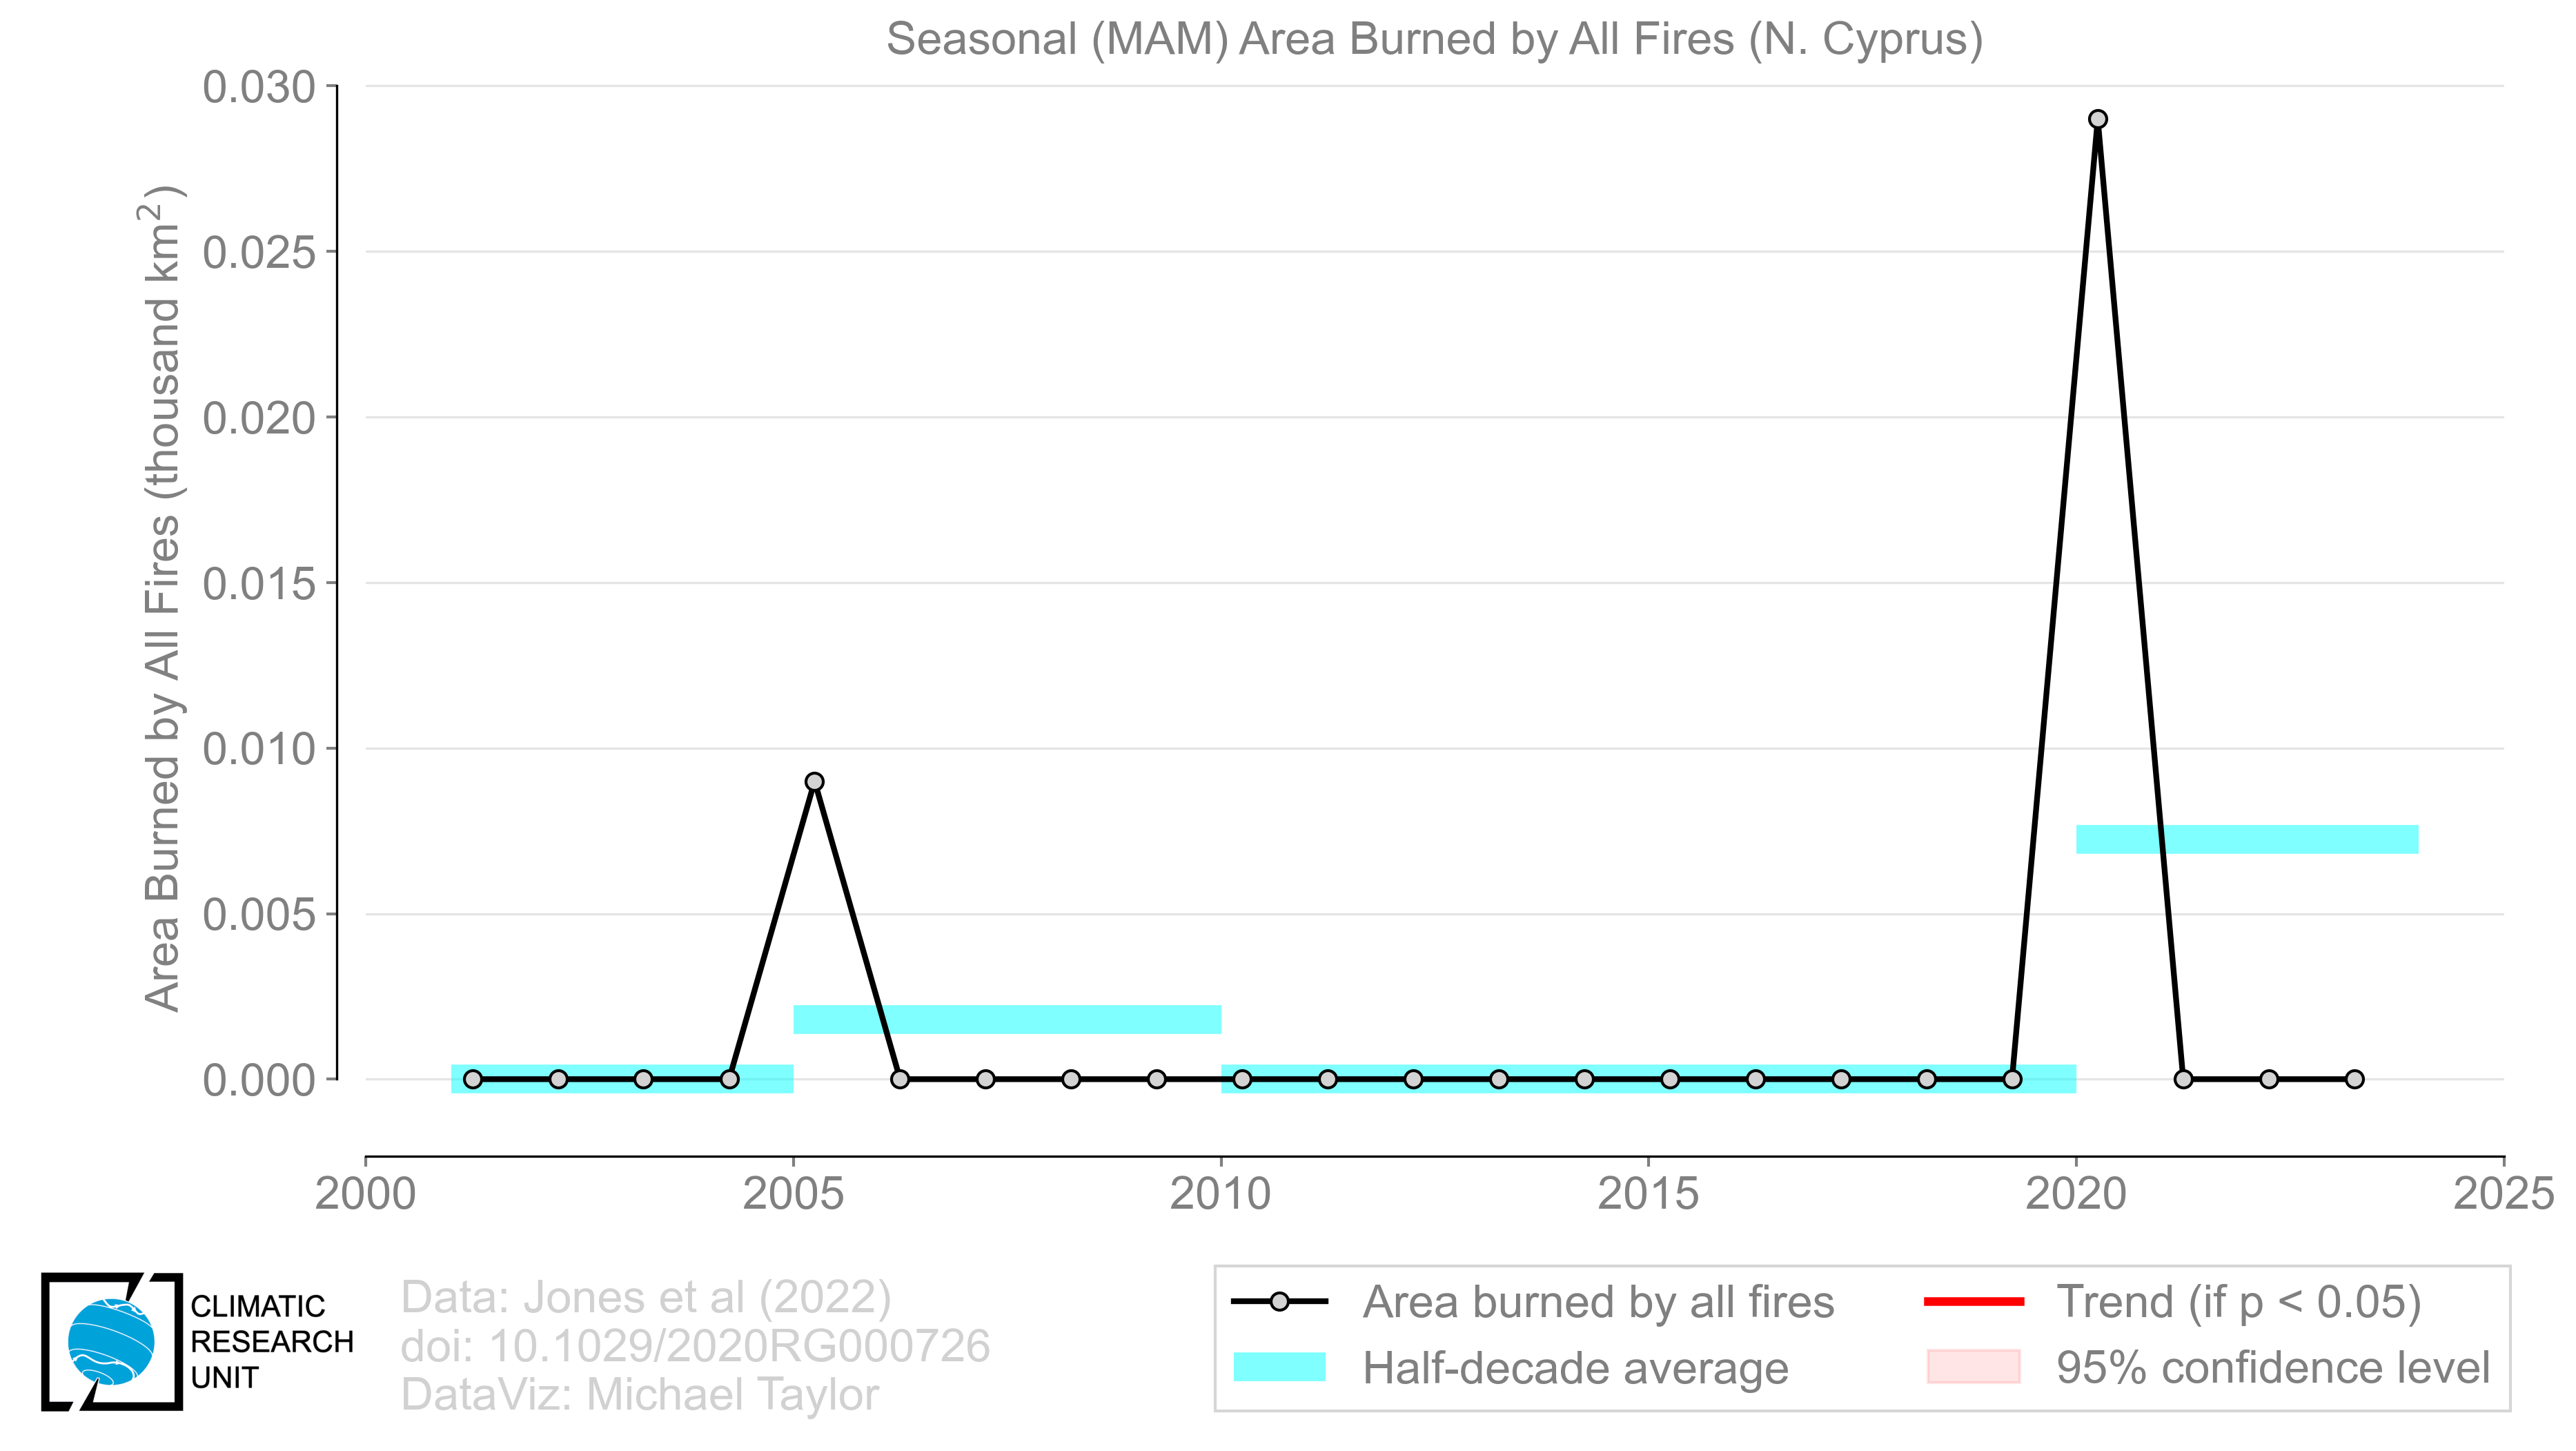 Seasonal (MAM) Area Burned by All Fires (N. Cyprus)
Area Burned by All Fires (thousand km²)
0.030
0.025
0.020
0.015
0.010
0.005
0.000
2000 2005 2010 2015 2020 2025
CLIMATIC
RESEARCH
UNIT
Data: Jones et al (2022)
doi: 10.1029/2020RG000726
DataViz: Michael Taylor
Area burned by all fires
Half-decade average
Trend (if p < 0.05)
95% confidence level